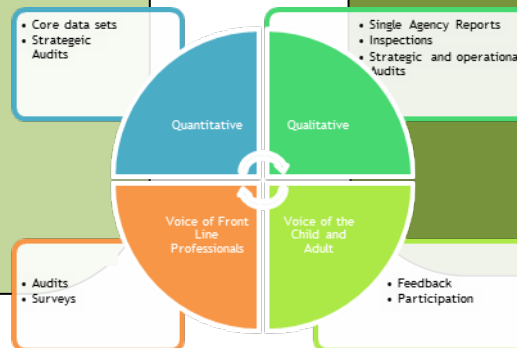 • Core data sets
• Strategeic
Audits
• Single Agency Reports
• Inspections
• Strategic and operationa
Audits
Quantitative
Qualitative
Voice of Front
Line
Professionals
Voice of the
Child and
Adult
• Audits
• Surveys
• Feedback
• Participation